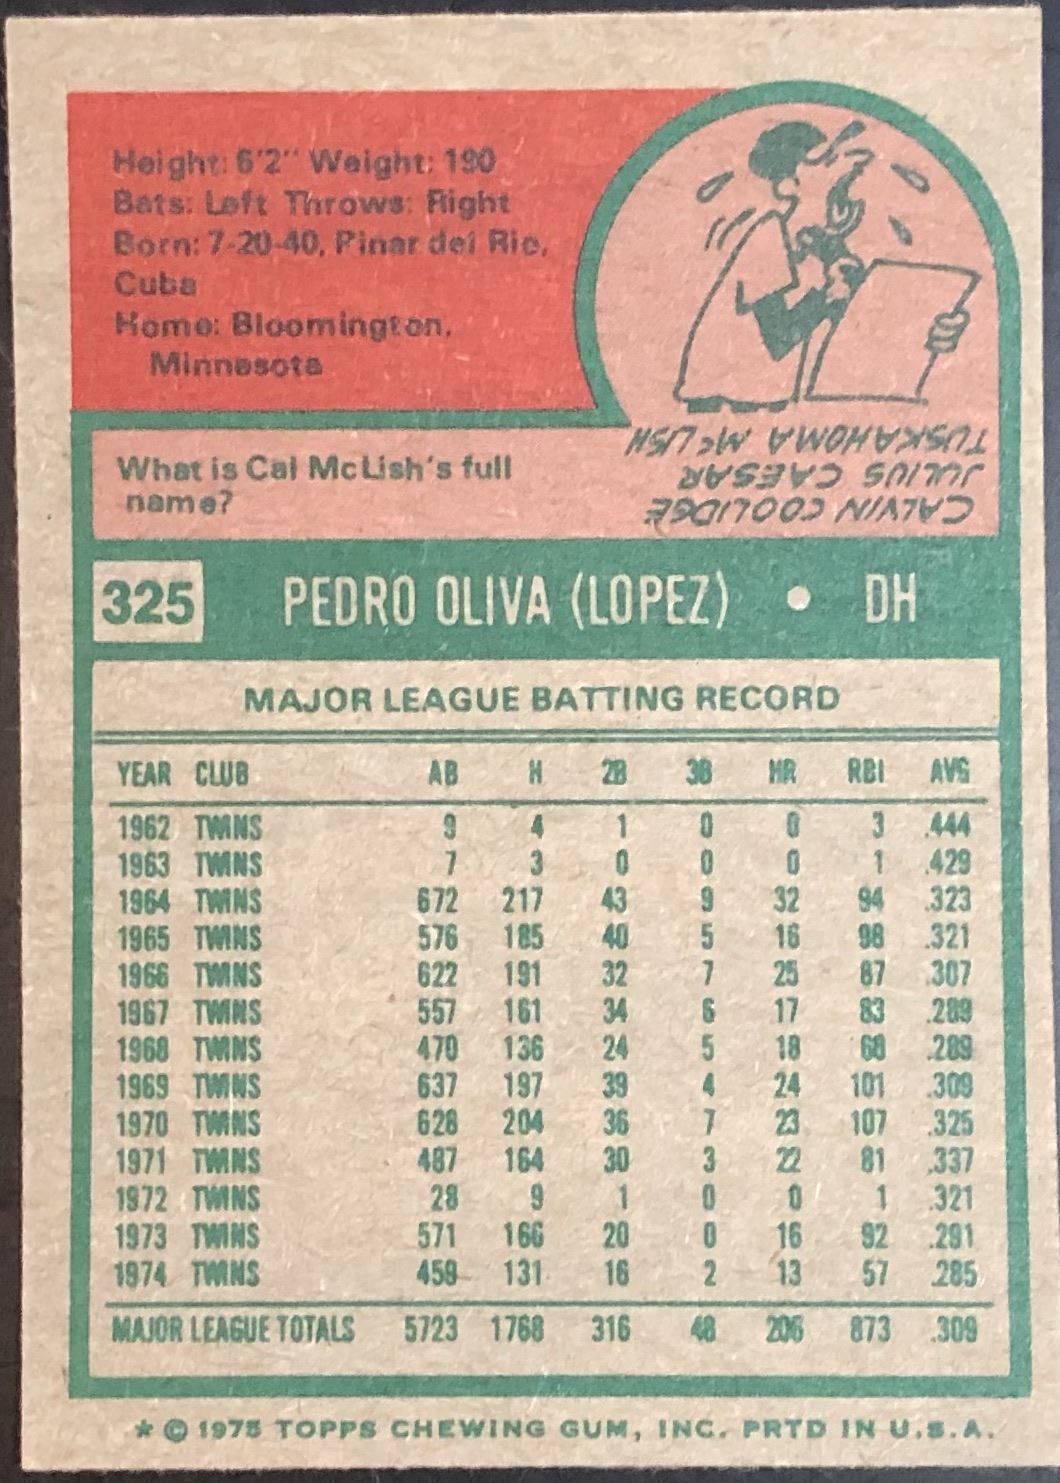 Height: 6'2" Weight: 190
Bats: Left Throws: Right
Born: 7-20-40, Pinar del Rio,
Cuba
Home: Bloomington,
Minnesota
What is Cal McLish's full
name?
CALVIN COOLIDGE
JULIUS CAESAR
TUSKAHOMA McLISH
325 PEDRO OLIVA (LOPEZ) • DH
MAJOR LEAGUE BATTING RECORD
YEAR CLUB AB H 2B 3B HR RBI AVG
1962 TWINS 9 4 1 0 0 3 .444
1963 TWINS 7 3 0 0 0 1 .429
1964 TWINS 672 217 43 9 32 94 .323
1965 TWINS 576 185 40 5 16 98 .321
1966 TWINS 622 191 32 7 25 87 .307
1967 TWINS 557 161 34 6 17 83 .289
1968 TWINS 470 136 24 5 18 68 .289
1969 TWINS 637 197 39 4 24 101 .309
1970 TWINS 628 204 36 7 23 107 .325
1971 TWINS 487 164 30 3 22 81 .337
1972 TWINS 28 9 1 0 0 1 .321
1973 TWINS 571 166 20 0 16 92 .291
1974 TWINS 459 131 16 2 13 57 .285
MAJOR LEAGUE TOTALS 5723 1768 316 48 206 873 .309
* © 1975 TOPPS CHEWING GUM, INC. PRTD IN U.S.A.